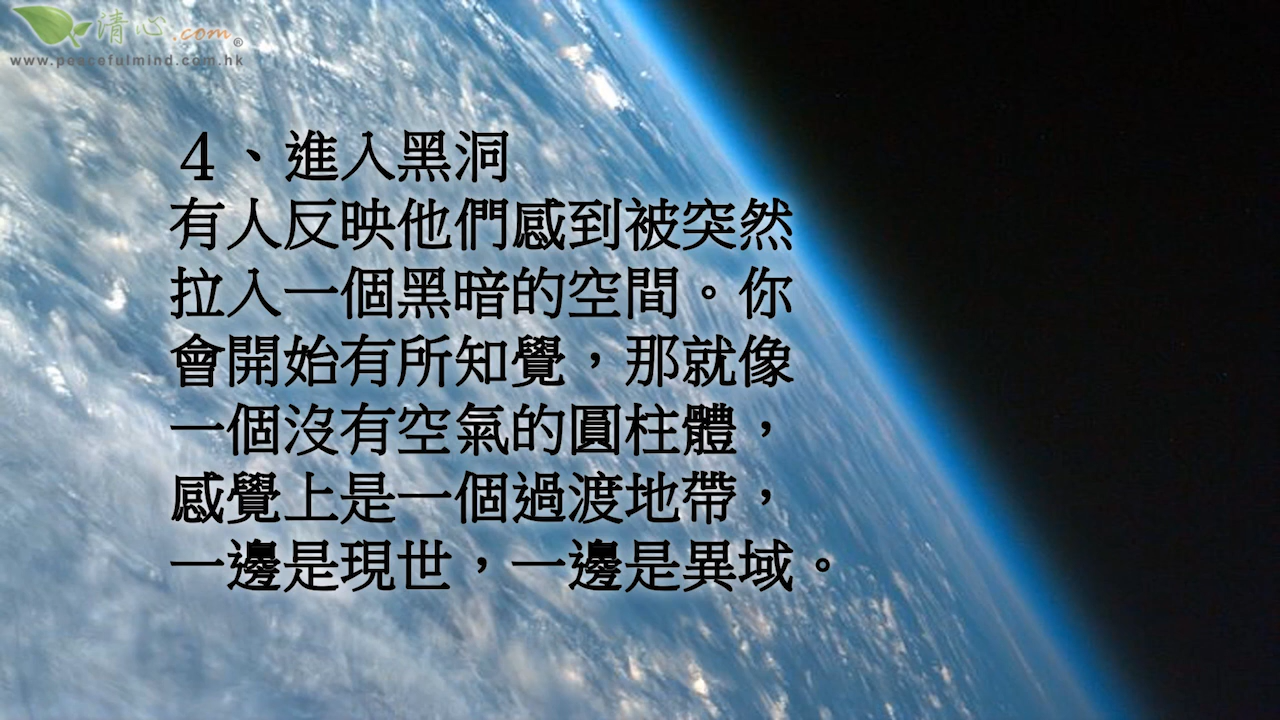 清心.com®
www.peacefulmind.com.hk
４、進入黑洞
有人反映他們感到被突然
拉入一個黑暗的空間。你
會開始有所知覺，那就像
一個沒有空氣的圓柱體，
感覺上是一個過渡地帶，
一邊是現世，一邊是異域。